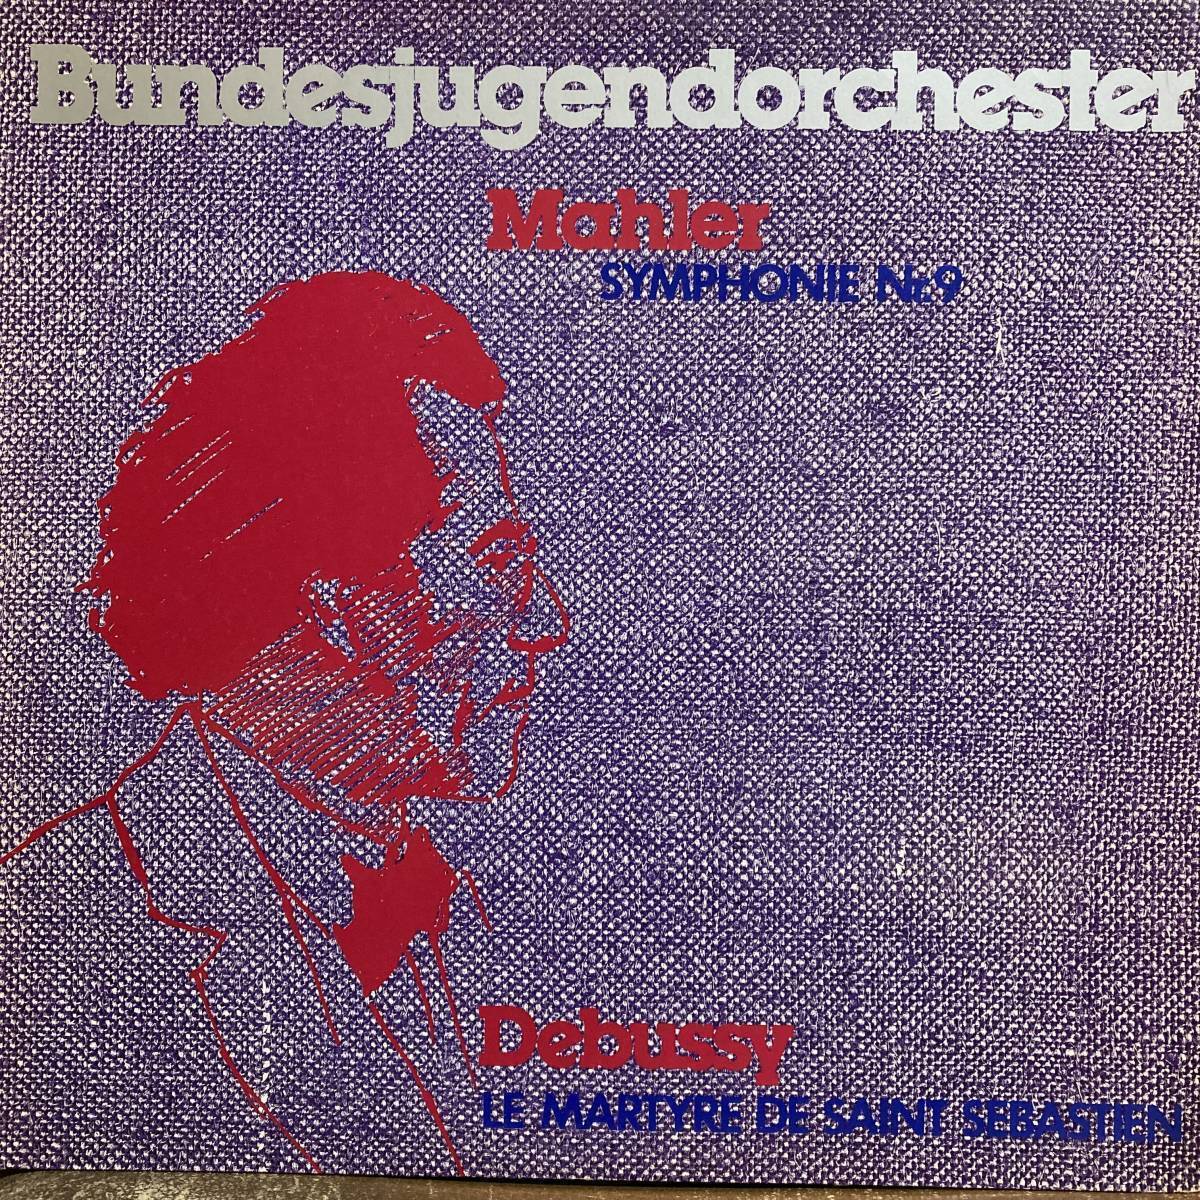 Bundesjugendorchester
Mahler
SYMPHONIE Nr.9
Debussy
LE MARTYRE DE SAINT SEBASTIEN